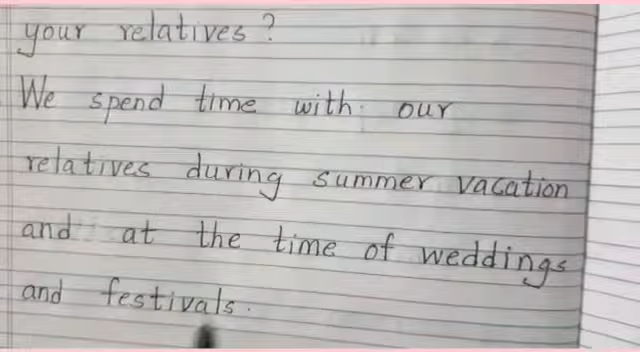 your relatives?
We spend time with our
relatives during summer vacation
and at the time of weddings
and festivals.